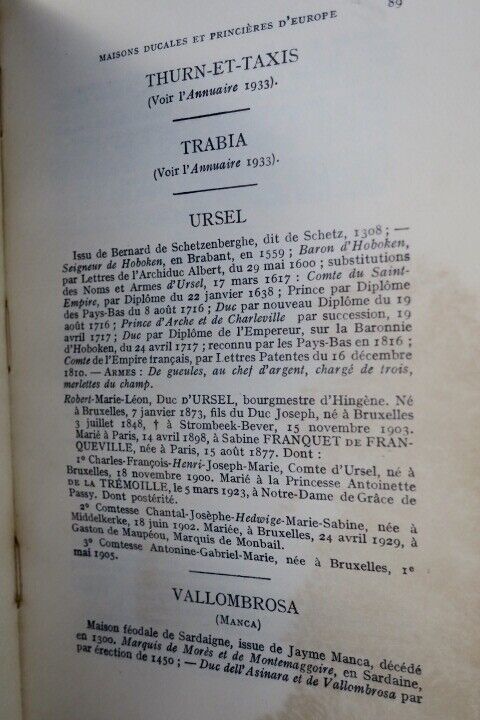 89
MAISONS DUCALES ET PRINCIÈRES D'EUROPE
THURN-ET-TAXIS
(Voir l'Annuaire 1933).
TRABIA
(Voir l'Annuaire 1933).
URSEL
Issu de Bernard de Schetzenberghe, dit de Schetz, 1308; —
Seigneur de Hoboken, en Brabant, en 1559; Baron d'Hoboken,
par Lettres de l'Archiduc Albert, du 29 mai 1600; substitutions
des Noms et Armes d'Ursel, 17 mars 1617; Comte du Saint-
Empire, par Diplôme du 22 janvier 1638; Prince par Diplôme
des Pays-Bas du 8 août 1716; Duc par nouveau Diplôme du 19
août 1716; Prince d'Arche et de Charleville par succession, 19
avril 1717; Duc par Diplôme de l'Empereur, sur la Baronnie
d'Hoboken, du 24 avril 1717; reconnu par les Pays-Bas en 1816;
Comte de l'Empire français, par Lettres Patentes du 16 décembre
1810. — ARMES: De gueules, au chef d'argent, chargé de trois,
merlettes du champ.
Robert-Marie-Léon, Duc D'URSEL, bourgmestre d'Hingène. Né
à Bruxelles, 7 janvier 1873, fils du Duc Joseph, né à Bruxelles
3 juillet 1848, † à Strombeek-Bever, 15 novembre 1903.
Marié à Paris, 14 avril 1898, à Sabine FRANQUET DE FRAN-
QUEVILLE, née à Paris, 15 août 1877. Dont :
1º Charles-François-Henri-Joseph-Marie, Comte d'Ursel, né à
Bruxelles, 18 novembre 1900. Marié à la Princesse Antoinette
DE LA TRÉMOILLE, le 5 mars 1923, à Notre-Dame de Grâce de
Passy. Dont postérité.
2º Comtesse Chantal-Josèphe-Hedwige-Marie-Sabine, née à
Middelkerke, 18 juin 1902. Mariée, à Bruxelles, 24 avril 1929, à
Gaston de Maupéou, Marquis de Monbail.
3º Comtesse Antonine-Gabriel-Marie, née à Bruxelles, 1e
mai 1905.
VALLOMBROSA
(MANCA)
Maison féodale de Sardaigne, issue de Jayme Manca, décédé
en 1300. Marquis de Morès et de Montemaggoire, en Sardaine,
par érection de 1450; — Duc dell'Asinara et de Vallombrosa par